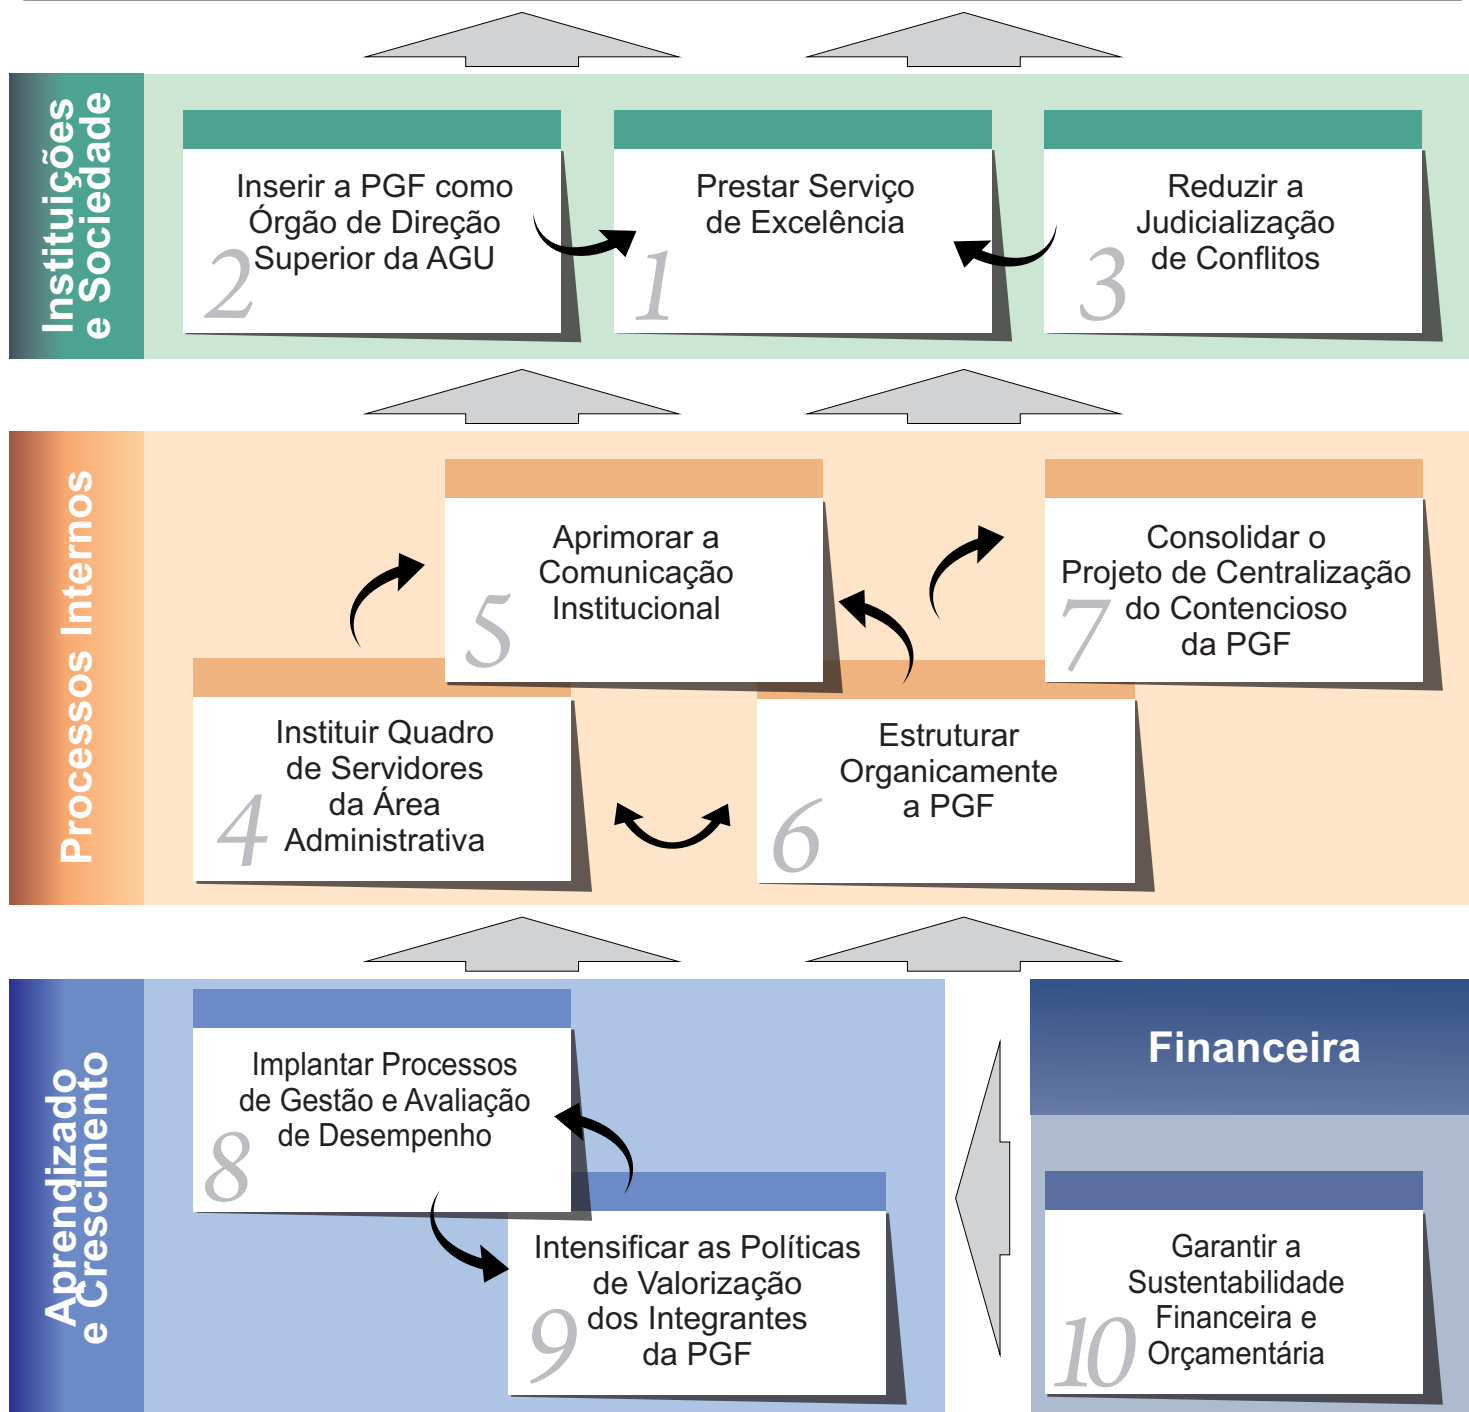 Instituições
e Sociedade
Inserir a PGF como
Órgão de Direção
Superior da AGU
2
Prestar Serviço
de Excelência
1
Reduzir a
Judicialização
de Conflitos
3
Processos Internos
Aprimorar a
Comunicação
Institucional
5
Consolidar o
Projeto de Centralização
do Contencioso
da PGF
7
Instituir Quadro
de Servidores
da Área
Administrativa
4
Estruturar
Organicamente
a PGF
6
Aprendizado
e Crescimento
Implantar Processos
de Gestão e Avaliação
de Desempenho
8
Intensificar as Políticas
de Valorização
dos Integrantes
da PGF
9
Financeira
Garantir a
Sustentabilidade
Financeira e
Orçamentária
10